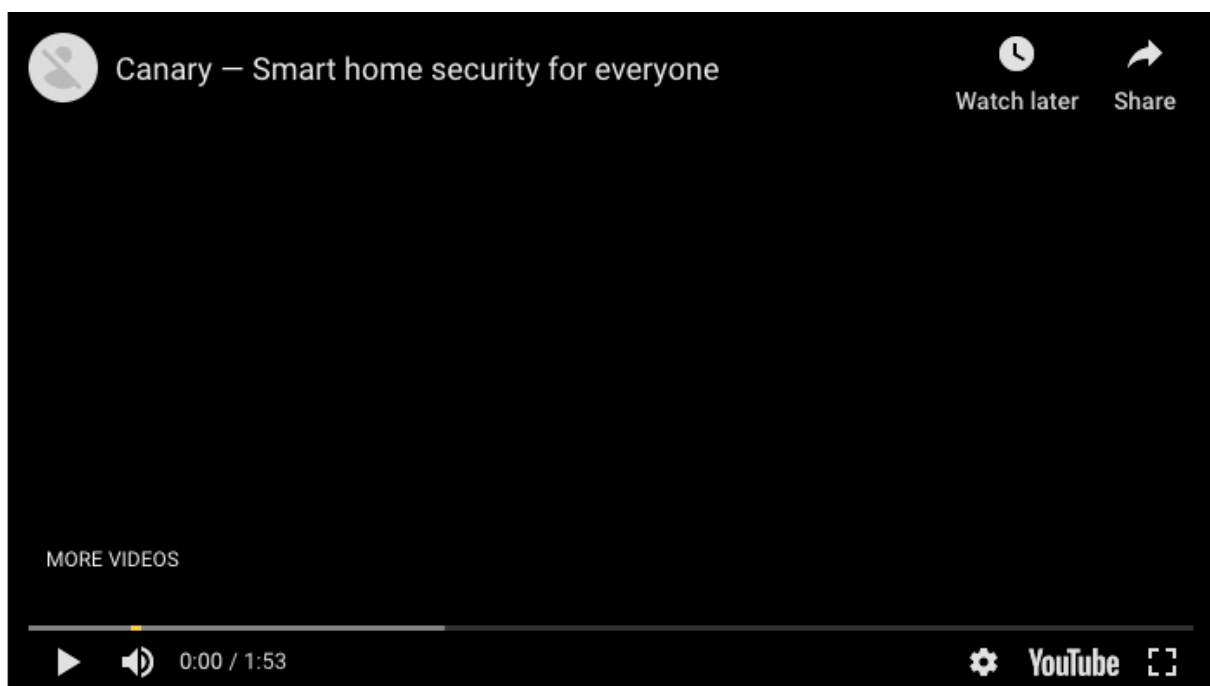 Canary — Smart home security for everyone
Watch later
Share
MORE VIDEOS
0:00 / 1:53
YouTube